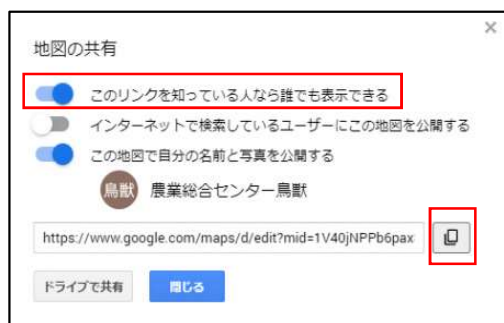 地図の共有
このリンクを知っている人なら誰でも表示できる
インターネットで検索しているユーザーにこの地図を公開する
この地図で自分の名前と写真を公開する
鳥獣 農業総合センター鳥獣
https://www.google.com/maps/d/edit?mid=1V40jNPPb6pax
ドライブで共有 閉じる